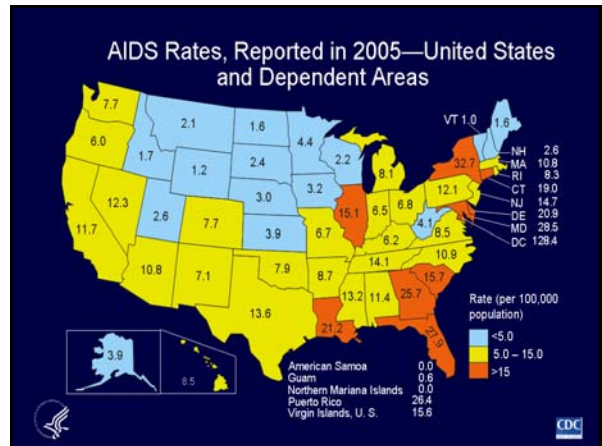 AIDS Rates, Reported in 2005—United States
and Dependent Areas
7.7
2.1
1.6
4.4
VT 1.0
1.6
6.0
1.7
1.2
2.4
2.2
8.1
32.7
NH 2.6
MA 10.8
RI 8.3
CT 19.0
NJ 14.7
DE 20.9
MD 28.5
DC 128.4
12.3
2.6
7.7
3.0
3.2
15.1
6.5
6.8
12.1
4.1
8.5
11.7
3.9
6.7
6.2
10.8
7.1
7.9
8.7
14.1
10.9
15.7
13.6
21.2
13.2
11.4
25.7
27.9
Rate (per 100,000
population)
<5.0
5.0 – 15.0
>15
3.9
8.5
American Samoa 0.0
Guam 0.6
Northern Mariana Islands 0.0
Puerto Rico 26.4
Virgin Islands, U. S. 15.6
CDC